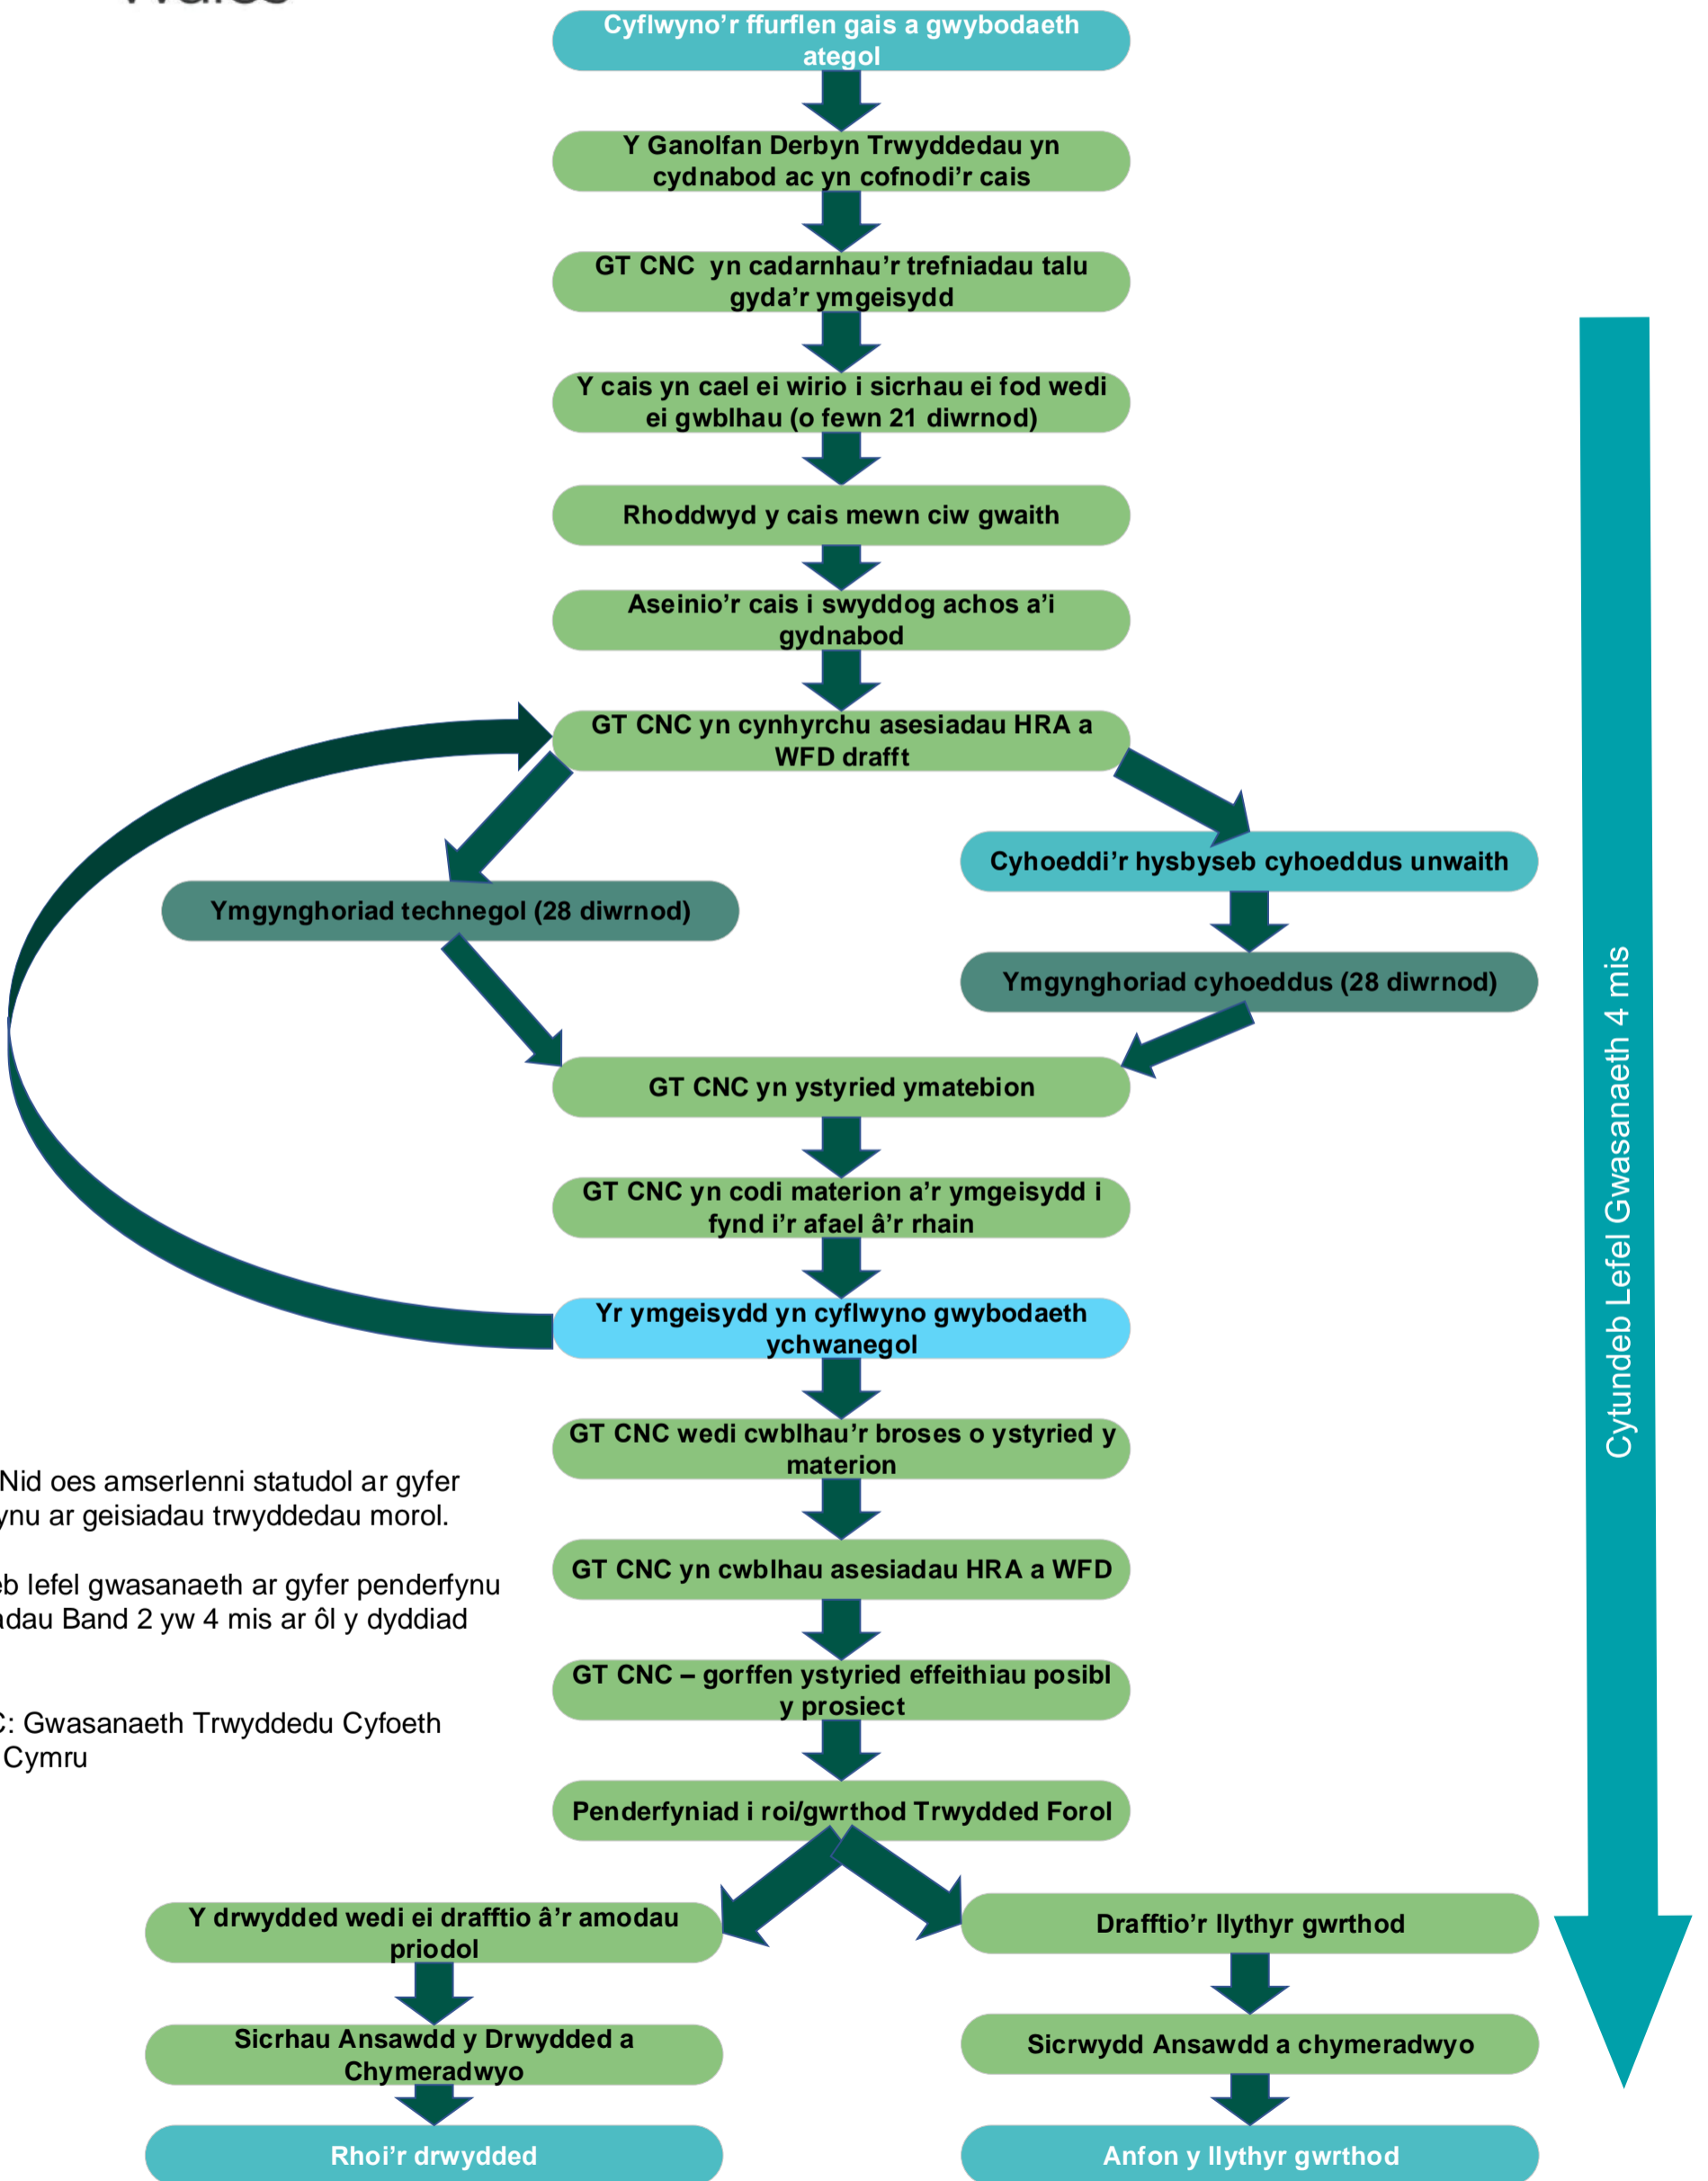 Cyflwyno’r ffurflen gais a gwybodaeth
ategol
Y Ganolfan Derbyn Trwyddedau yn
cydnabod ac yn cofnodi’r cais
GT CNC yn cadarnhau’r trefniadau talu
gyda’r ymgeisydd
Y cais yn cael ei wirio i sicrhau ei fod wedi
ei gwblhau (o fewn 21 diwrnod)
Rhoddwyd y cais mewn ciw gwaith
Aseinio’r cais i swyddog achos a’i
gydnabod
GT CNC yn cynhyrchu asesiadau HRA a
WFD drafft
Cyhoeddi’r hysbyseb cyhoeddus unwaith
Ymgynghoriad technegol (28 diwrnod)
Ymgynghoriad cyhoeddus (28 diwrnod)
GT CNC yn ystyried ymatebion
GT CNC yn codi materion a’r ymgeisydd i
fynd i’r afael â’r rhain
Yr ymgeisydd yn cyflwyno gwybodaeth
ychwanegol
GT CNC wedi cwblhau’r broses o ystyried y
materion
GT CNC yn cwblhau asesiadau HRA a WFD
GT CNC – gorffen ystyried effeithiau posibl
y prosiect
Penderfyniad i roi/gwrthod Trwydded Forol
Y drwydded wedi ei drafftio â’r amodau
priodol
Sicrhau Ansawdd y Drwydded a
Chymeradwyo
Rhoi’r drwydded
Drafftio’r llythyr gwrthod
Sicrwydd Ansawdd a chymeradwyo
Anfon y llythyr gwrthod
Cytundeb Lefel Gwasanaeth 4 mis
Nid oes amserlenni statudol ar gyfer
ar geisiadau trwyddedau morol.
lefel gwasanaeth ar gyfer penderfynu
Band 2 yw 4 mis ar ôl y dyddiad
Gwasanaeth Trwyddedu Cyfoeth
Cymru